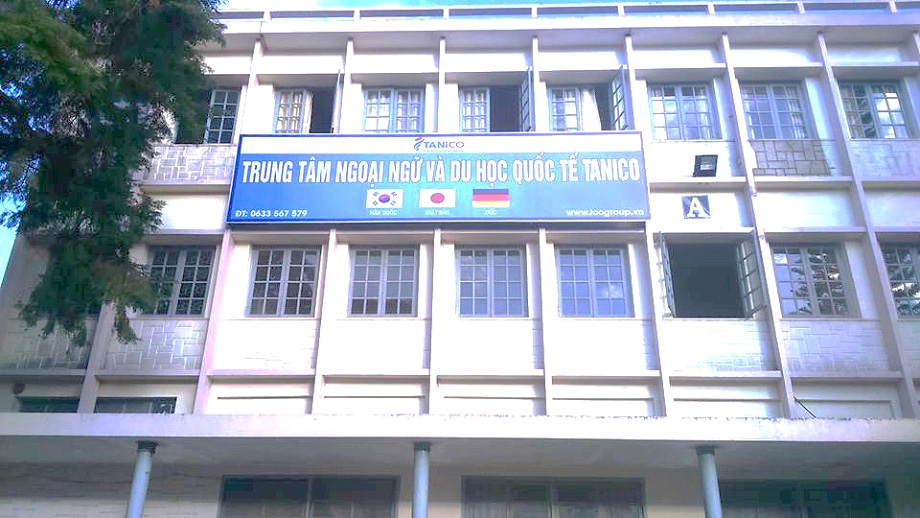 TANICO
TRUNG TÂM NGOẠI NGỮ VÀ DU HỌC QUỐC TẾ TANICO
HÀN QUỐC NHẬT BẢN ĐỨC
ĐT: 0633 567 579 www.ioogroup.vn
A